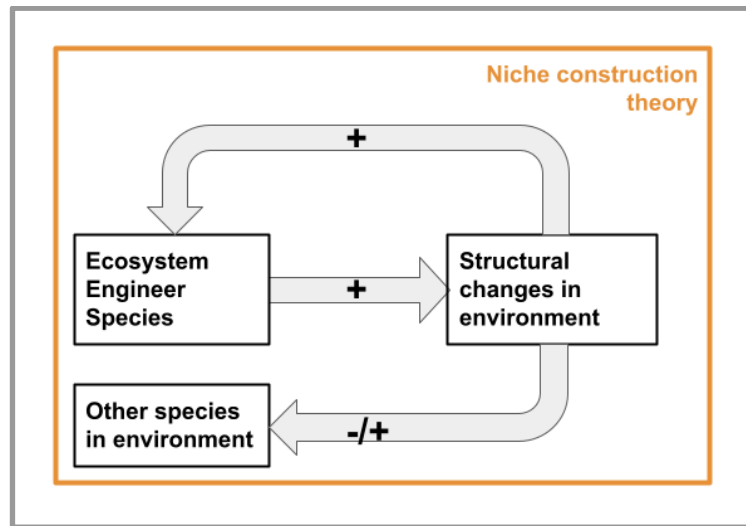 Niche construction
theory
+
Ecosystem
Engineer
Species
+
Structural
changes in
environment
Other species
in environment
-/+